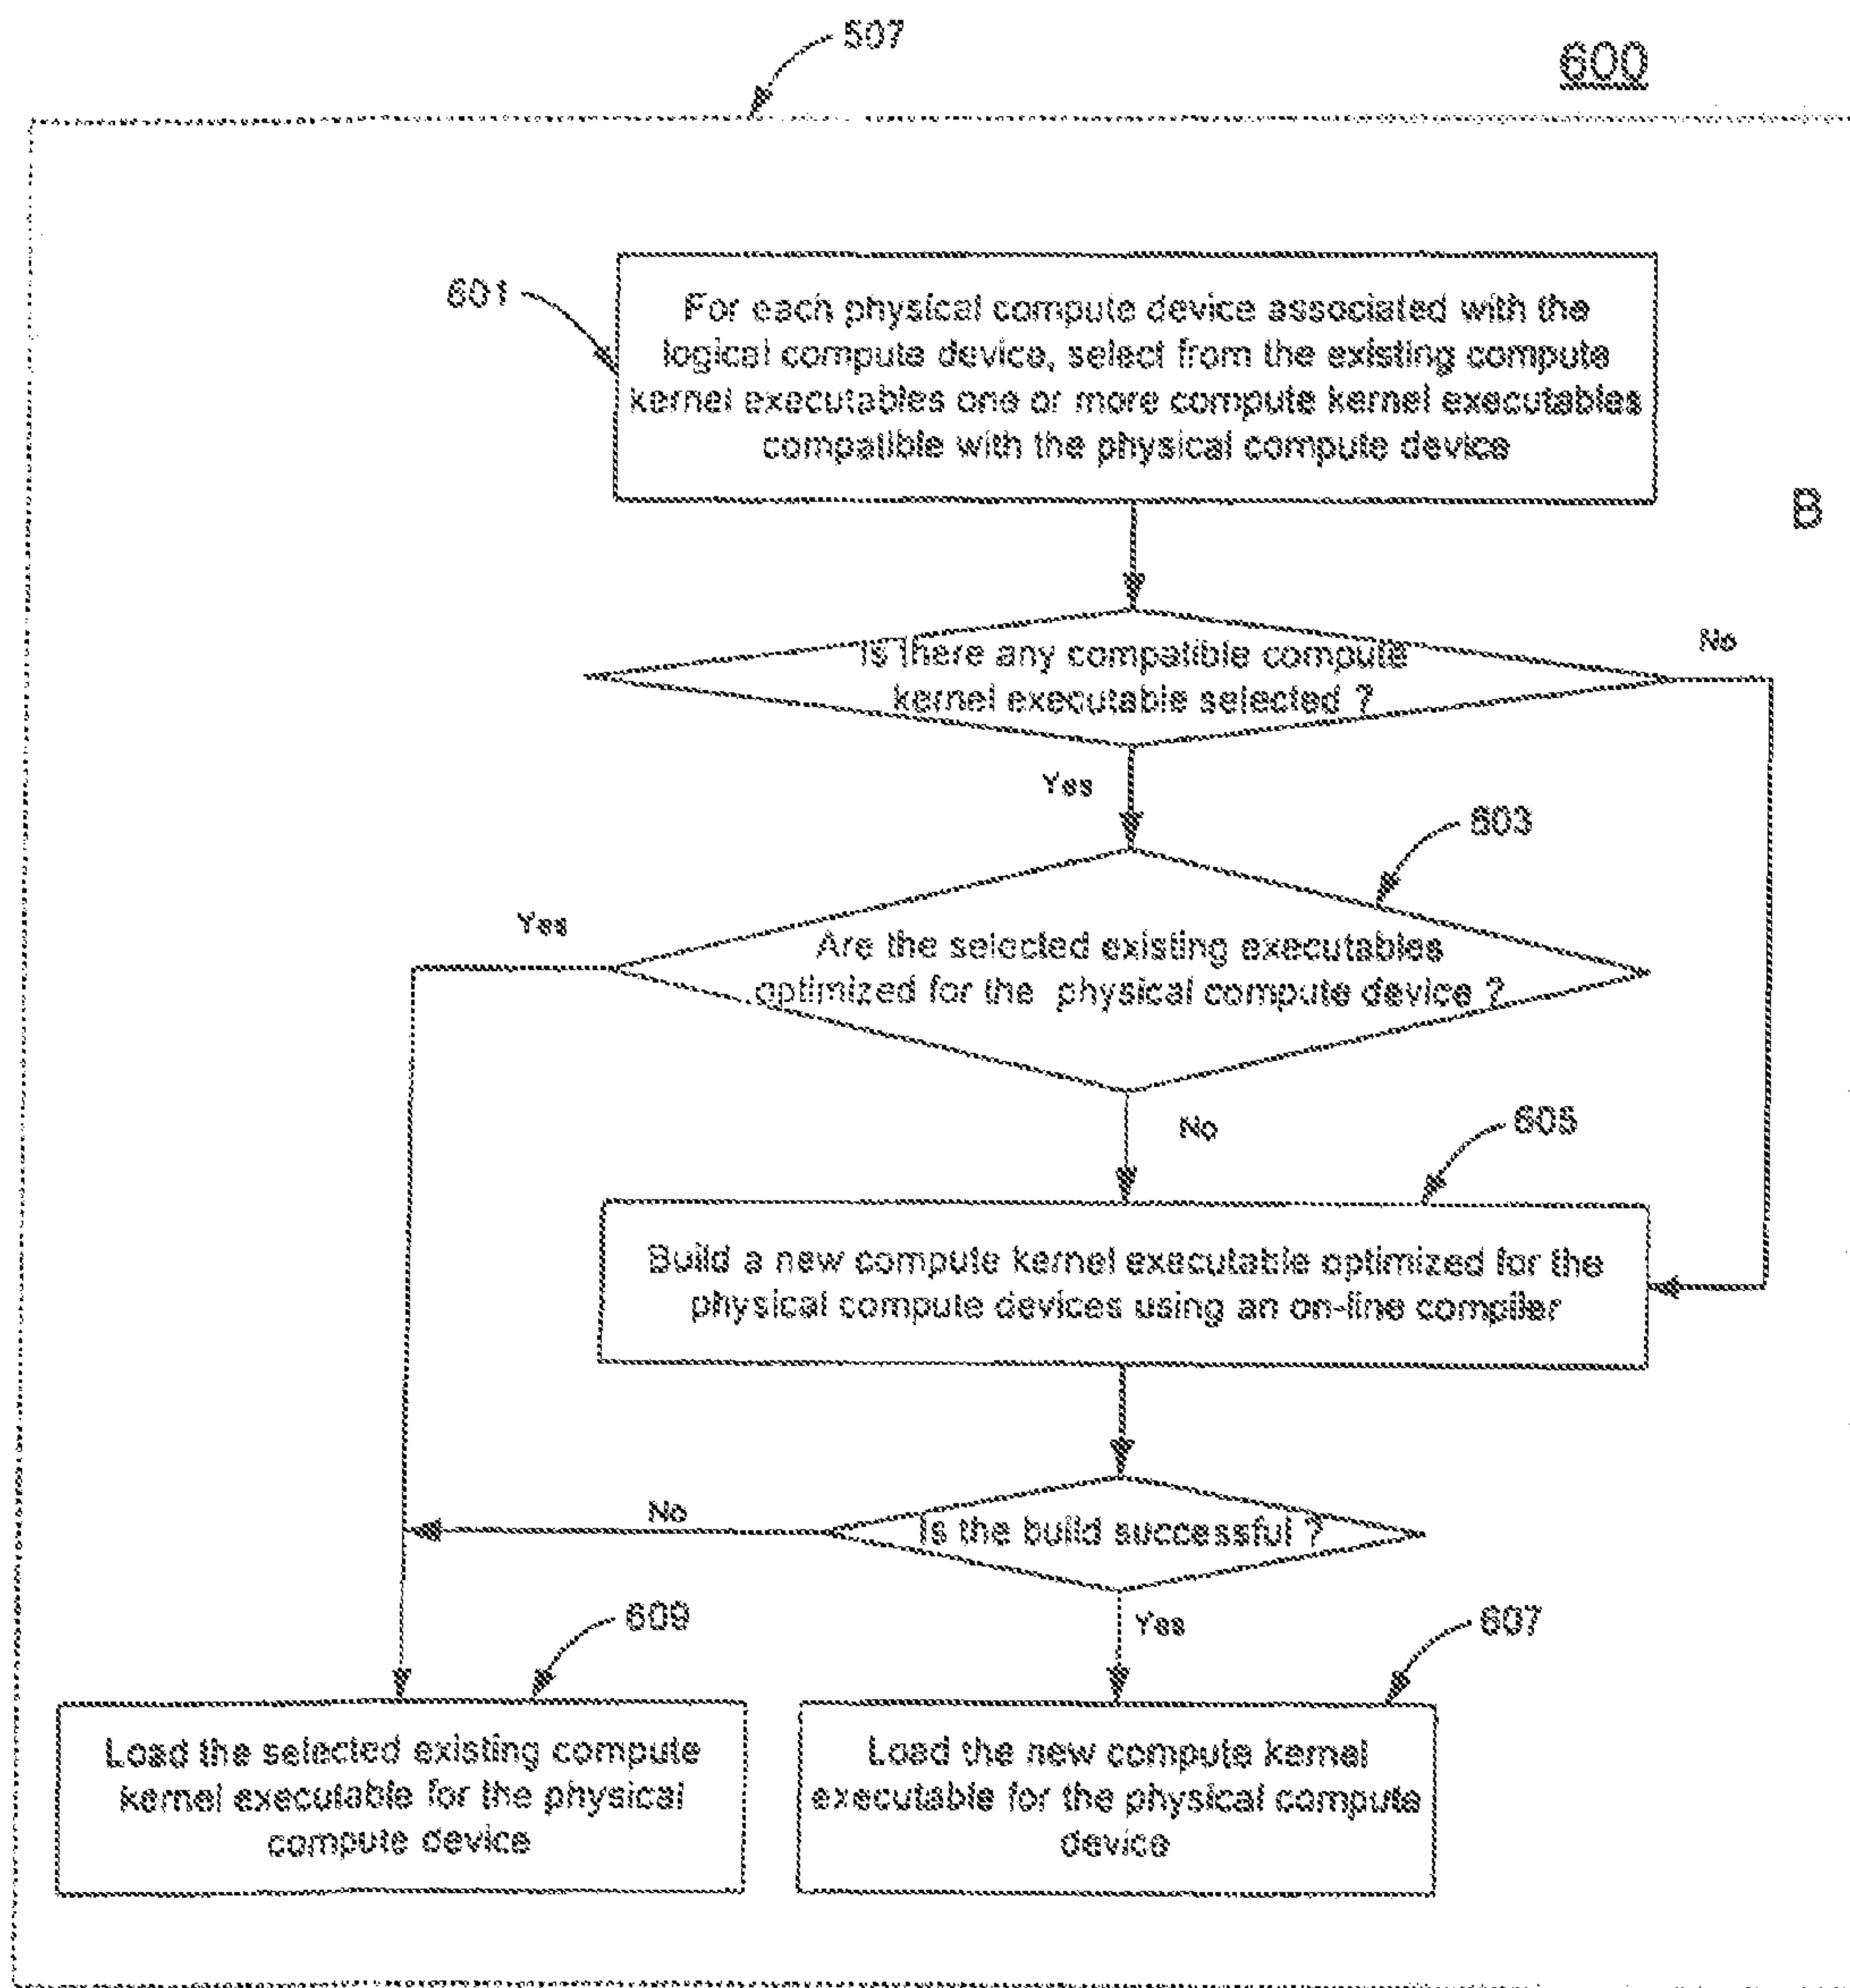 507
600
601
For each physical compute device associated with the
logical compute device, select from the existing compute
kernel executables one or more compute kernel executables
compatible with the physical compute device
B
Is there any compatible compute
kernel executable selected ?
No
Yes
603
Yes
Are the selected existing executables
optimized for the physical compute device ?
No
605
Build a new compute kernel executable optimized for the
physical compute devices using an on-line compiler
No
Is the build successful ?
609
Yes
607
Load the selected existing compute
kernel executable for the physical
compute device
Load the new compute kernel
executable for the physical compute
device